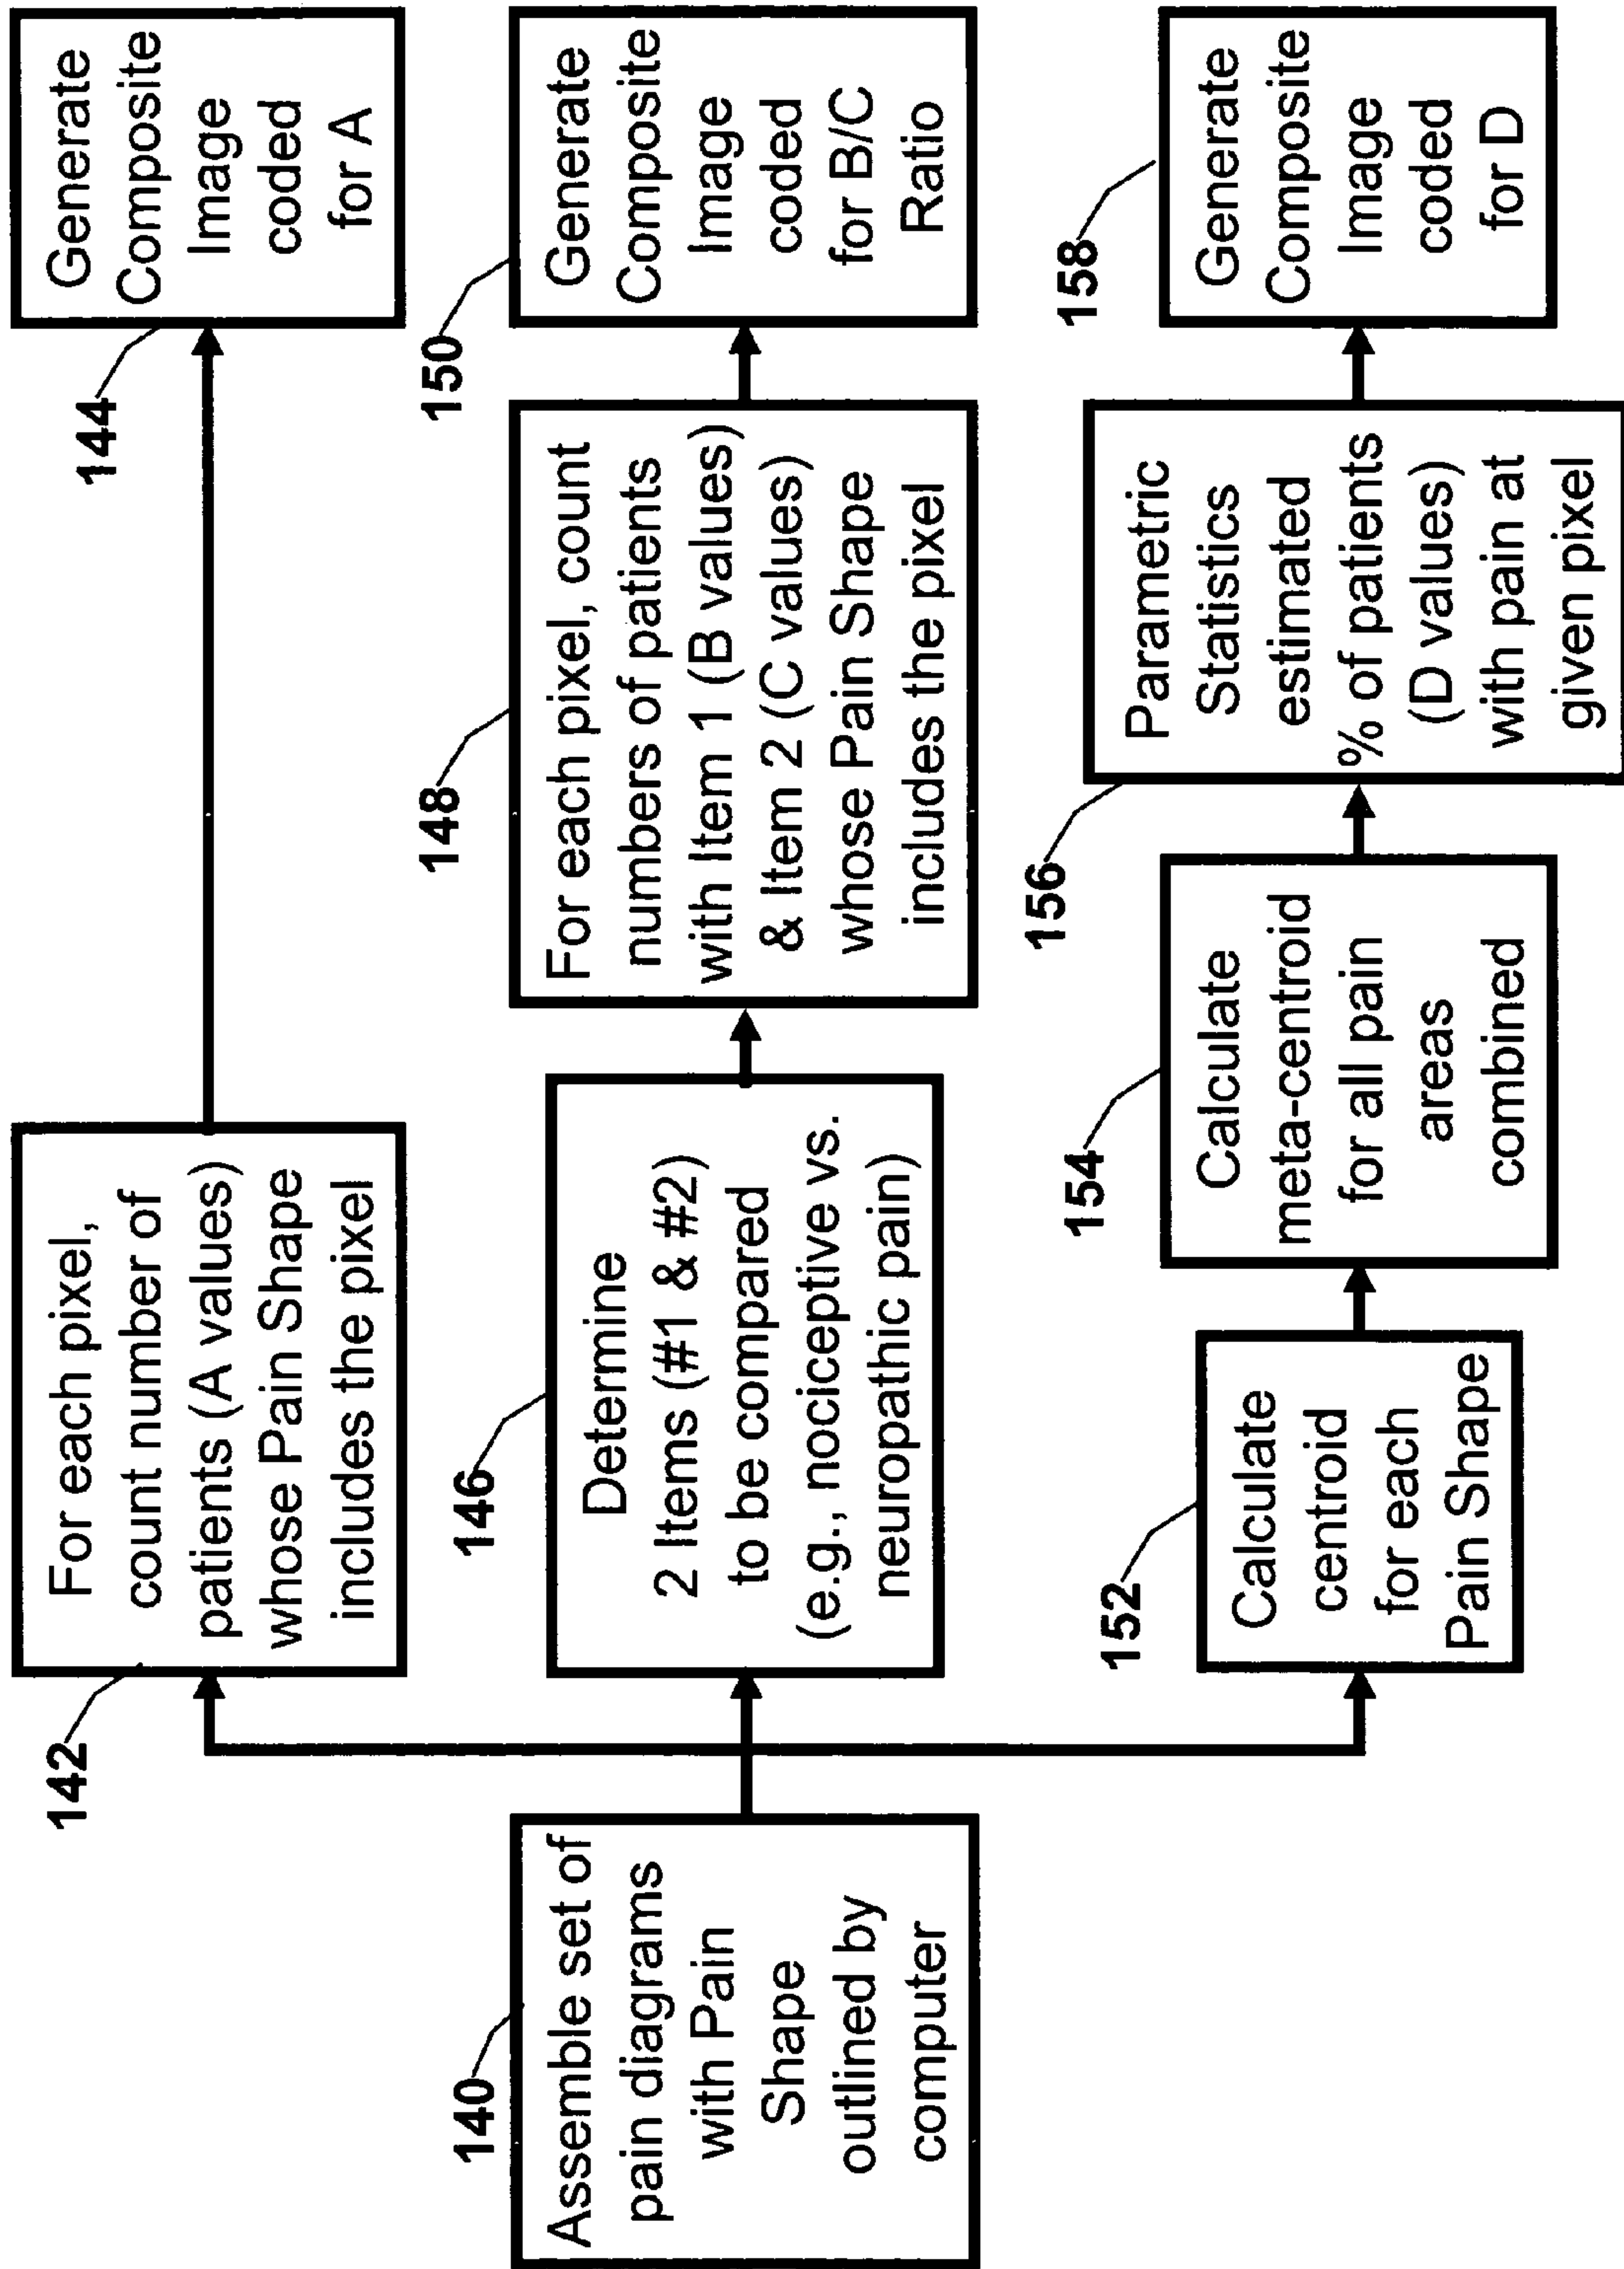 140
Assemble set of
pain diagrams
with Pain
Shape
outlined by
computer
142
For each pixel,
count number of
patients (A values)
whose Pain Shape
includes the pixel
144
Generate
Composite
Image
coded
for A
146
Determine
2 Items (#1 & #2)
to be compared
(e.g., nociceptive vs.
neuropathic pain)
148
For each pixel, count
numbers of patients
with Item 1 (B values)
& Item 2 (C values)
whose Pain Shape
includes the pixel
150
Generate
Composite
Image
coded
for B/C
Ratio
152
Calculate
centroid
for each
Pain Shape
154
Calculate
meta-centroid
for all pain
areas
combined
156
Parametric
Statistics
estimated
% of patients
(D values)
with pain at
given pixel
158
Generate
Composite
Image
coded
for D